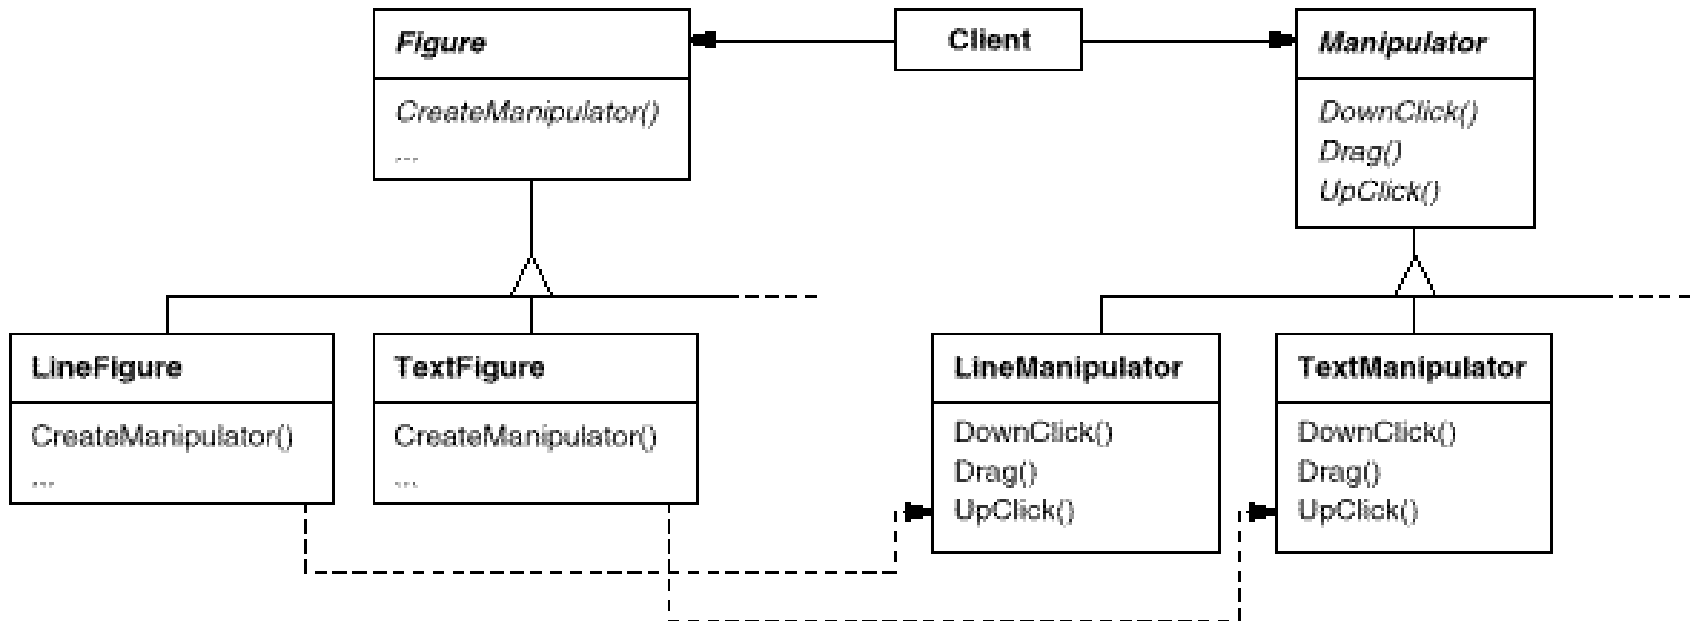 Figure
CreateManipulator()
...
Client
Manipulator
DownClick()
Drag()
UpClick()
LineFigure
CreateManipulator()
...
TextFigure
CreateManipulator()
...
LineManipulator
DownClick()
Drag()
UpClick()
TextManipulator
DownClick()
Drag()
UpClick()